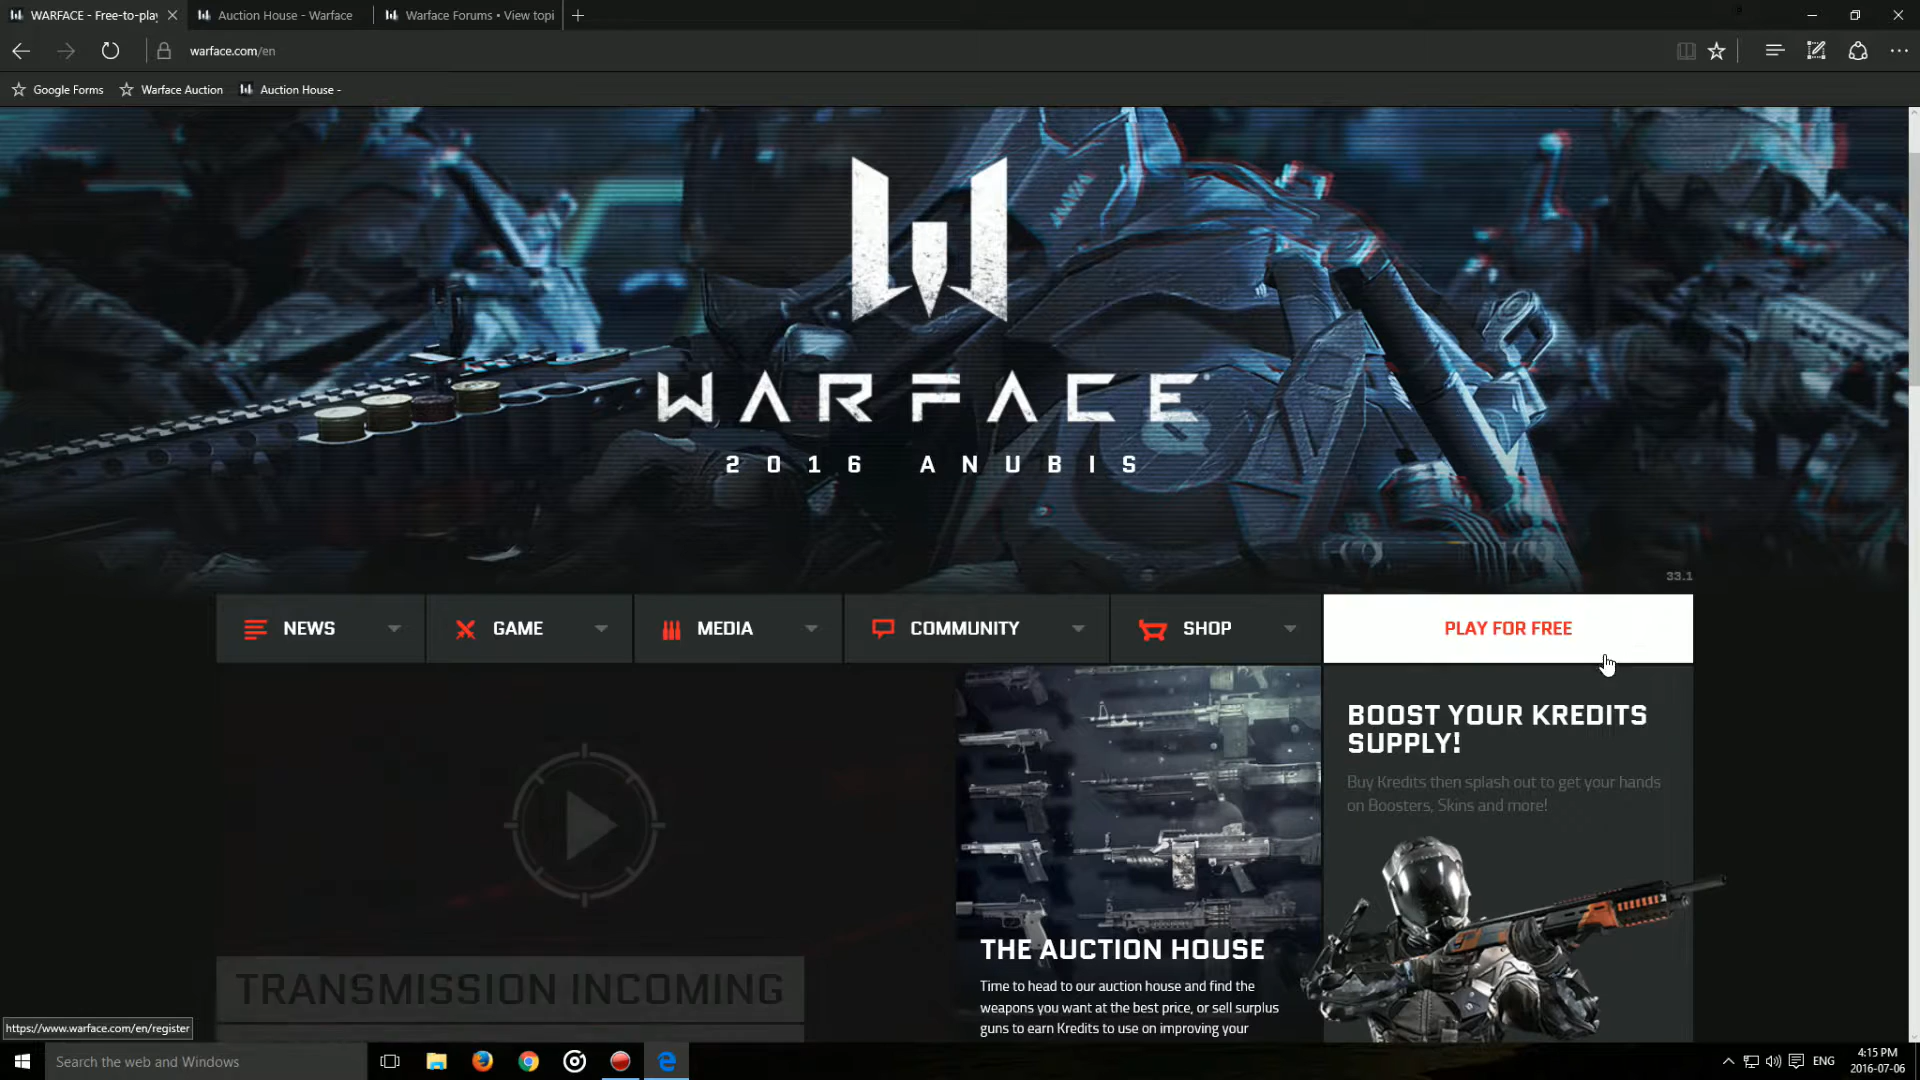 WARFACE - Free-to-play
Auction House - Warface
Warface Forums • View topi
warface.com/en
Google Forms
Warface Auction
Auction House -
WARFACE
2016 ANUBIS
33.1
NEWS
GAME
MEDIA
COMMUNITY
SHOP
PLAY FOR FREE
BOOST YOUR KREDITS
SUPPLY!
Buy Kredits then splash out to get your hands
on Boosters, Skins and more!
THE AUCTION HOUSE
Time to head to our auction house and find the
weapons you want at the best price, or sell surplus
guns to earn Kredits to use on improving your
TRANSMISSION INCOMING
https://www.warface.com/en/register
Search the web and Windows
ENG
4:15 PM
2016-07-06